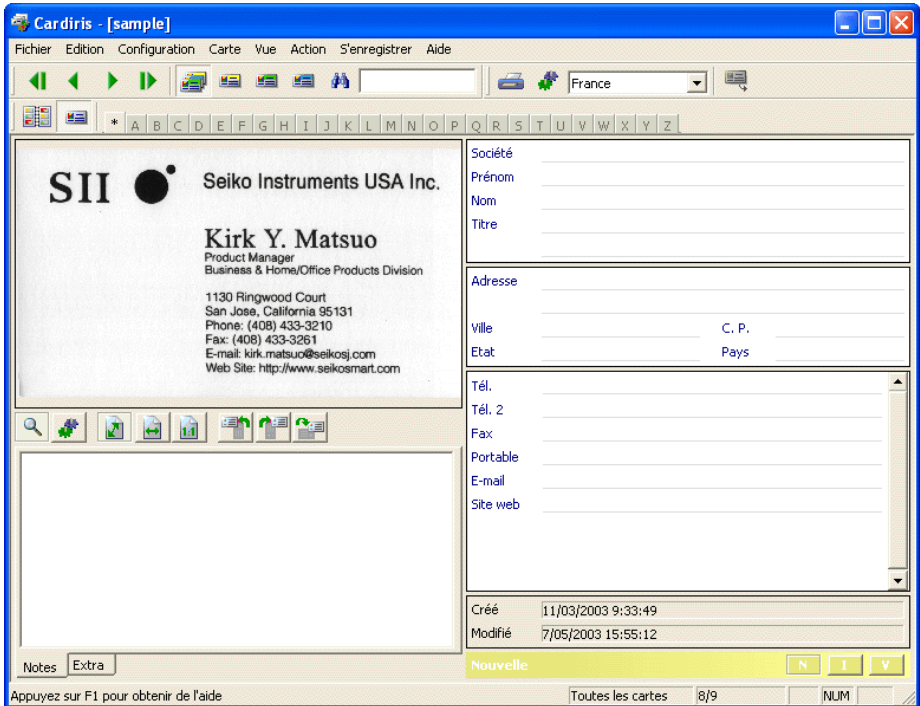 Cardiris - [sample]
Fichier Edition Configuration Carte Vue Action S'enregistrer Aide
France
* A B C D E F G H I J K L M N O P Q R S T U V W X Y Z
SII
Seiko Instruments USA Inc.
Kirk Y. Matsuo
Product Manager
Business & Home/Office Products Division
1130 Ringwood Court
San Jose, California 95131
Phone: (408) 433-3210
Fax: (408) 433-3261
E-mail: kirk.matsuo@seikosj.com
Web Site: http://www.seikosmart.com
Société
Prénom
Nom
Titre
Adresse
Ville C. P.
Etat Pays
Tél.
Tél. 2
Fax
Portable
E-mail
Site web
1:1
Créé 11/03/2003 9:33:49
Modifié 7/05/2003 15:55:12
Notes Extra
Nouvelle N I V
Appuyez sur F1 pour obtenir de l'aide Toutes les cartes 8/9 NUM